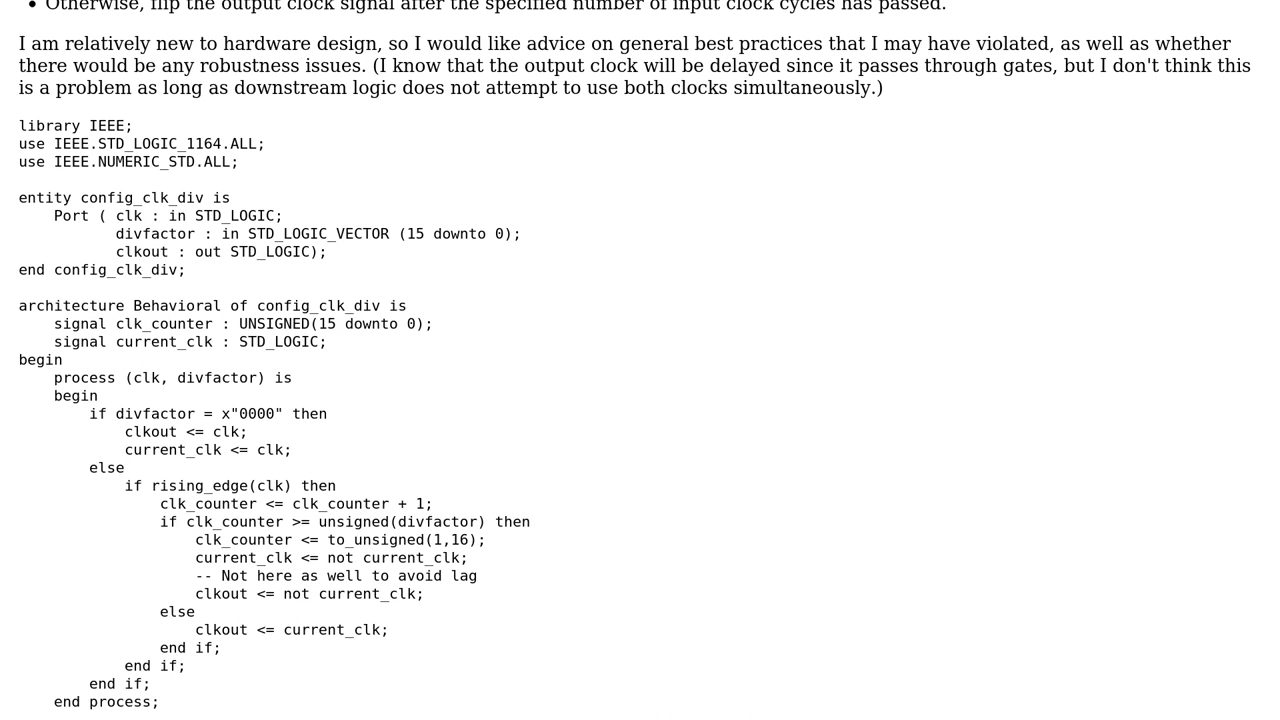 • Otherwise, flip the output clock signal after the specified number of input clock cycles has passed.
I am relatively new to hardware design, so I would like advice on general best practices that I may have violated, as well as whether
there would be any robustness issues. (I know that the output clock will be delayed since it passes through gates, but I don't think this
is a problem as long as downstream logic does not attempt to use both clocks simultaneously.)
library IEEE;
use IEEE.STD_LOGIC_1164.ALL;
use IEEE.NUMERIC_STD.ALL;
entity config_clk_div is
    Port ( clk : in STD_LOGIC;
           divfactor : in STD_LOGIC_VECTOR (15 downto 0);
           clkout : out STD_LOGIC);
end config_clk_div;
architecture Behavioral of config_clk_div is
    signal clk_counter : UNSIGNED(15 downto 0);
    signal current_clk : STD_LOGIC;
begin
    process (clk, divfactor) is
    begin
        if divfactor = x"0000" then
            clkout <= clk;
            current_clk <= clk;
        else
            if rising_edge(clk) then
                clk_counter <= clk_counter + 1;
                if clk_counter >= unsigned(divfactor) then
                    clk_counter <= to_unsigned(1,16);
                    current_clk <= not current_clk;
                    -- Not here as well to avoid lag
                    clkout <= not current_clk;
                else
                    clkout <= current_clk;
                end if;
            end if;
        end if;
    end process;